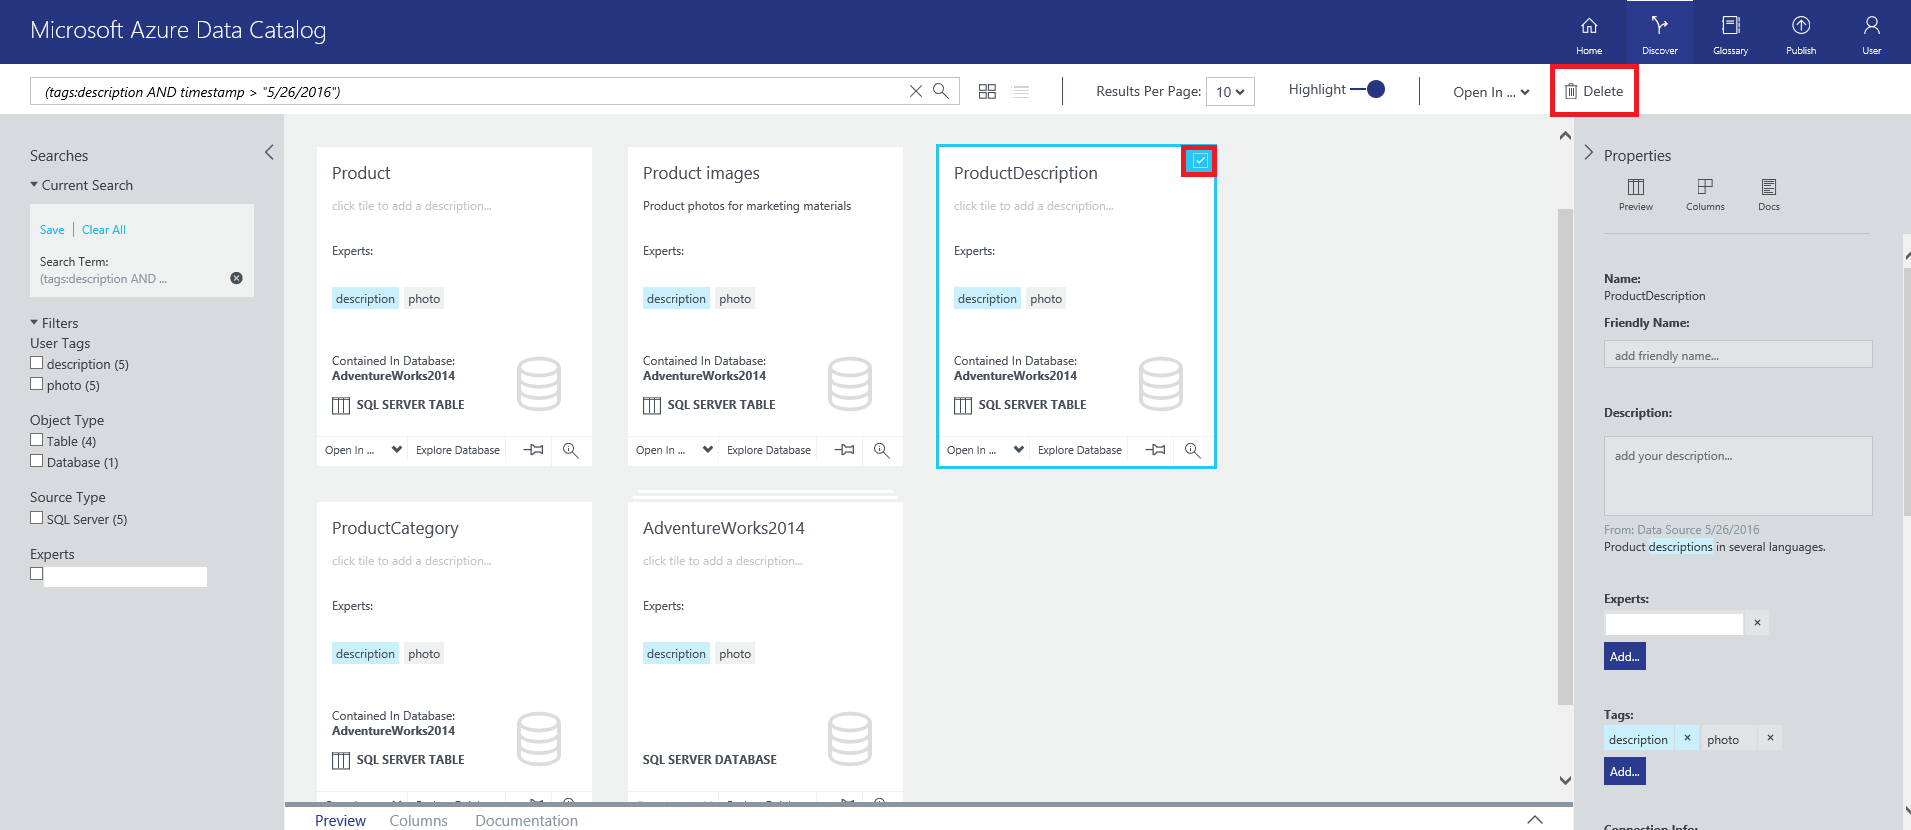 Microsoft Azure Data Catalog
Home
Discover
Glossary
Publish
User
(tags:description AND timestamp > "5/26/2016")
Results Per Page:
10
Highlight
Open In ...
Delete
Searches
Current Search
Save | Clear All
Search Term:
(tags:description AND ...
Filters
User Tags
description (5)
photo (5)
Object Type
Table (4)
Database (1)
Source Type
SQL Server (5)
Experts
Product
click tile to add a description...
Experts:
description photo
Contained In Database:
AdventureWorks2014
SQL SERVER TABLE
Open In ... Explore Database
Product images
Product photos for marketing materials
Experts:
description photo
Contained In Database:
AdventureWorks2014
SQL SERVER TABLE
Open In ... Explore Database
ProductDescription
click tile to add a description...
Experts:
description photo
Contained In Database:
AdventureWorks2014
SQL SERVER TABLE
Open In ... Explore Database
ProductCategory
click tile to add a description...
Experts:
description photo
Contained In Database:
AdventureWorks2014
SQL SERVER TABLE
AdventureWorks2014
click tile to add a description...
Experts:
description photo
SQL SERVER DATABASE
Preview Columns Documentation
Properties
Preview
Columns
Docs
Name:
ProductDescription
Friendly Name:
add friendly name...
Description:
add your description...
From: Data Source 5/26/2016
Product descriptions in several languages.
Experts:
Add...
Tags:
description × photo ×
Add...
Connection Info: